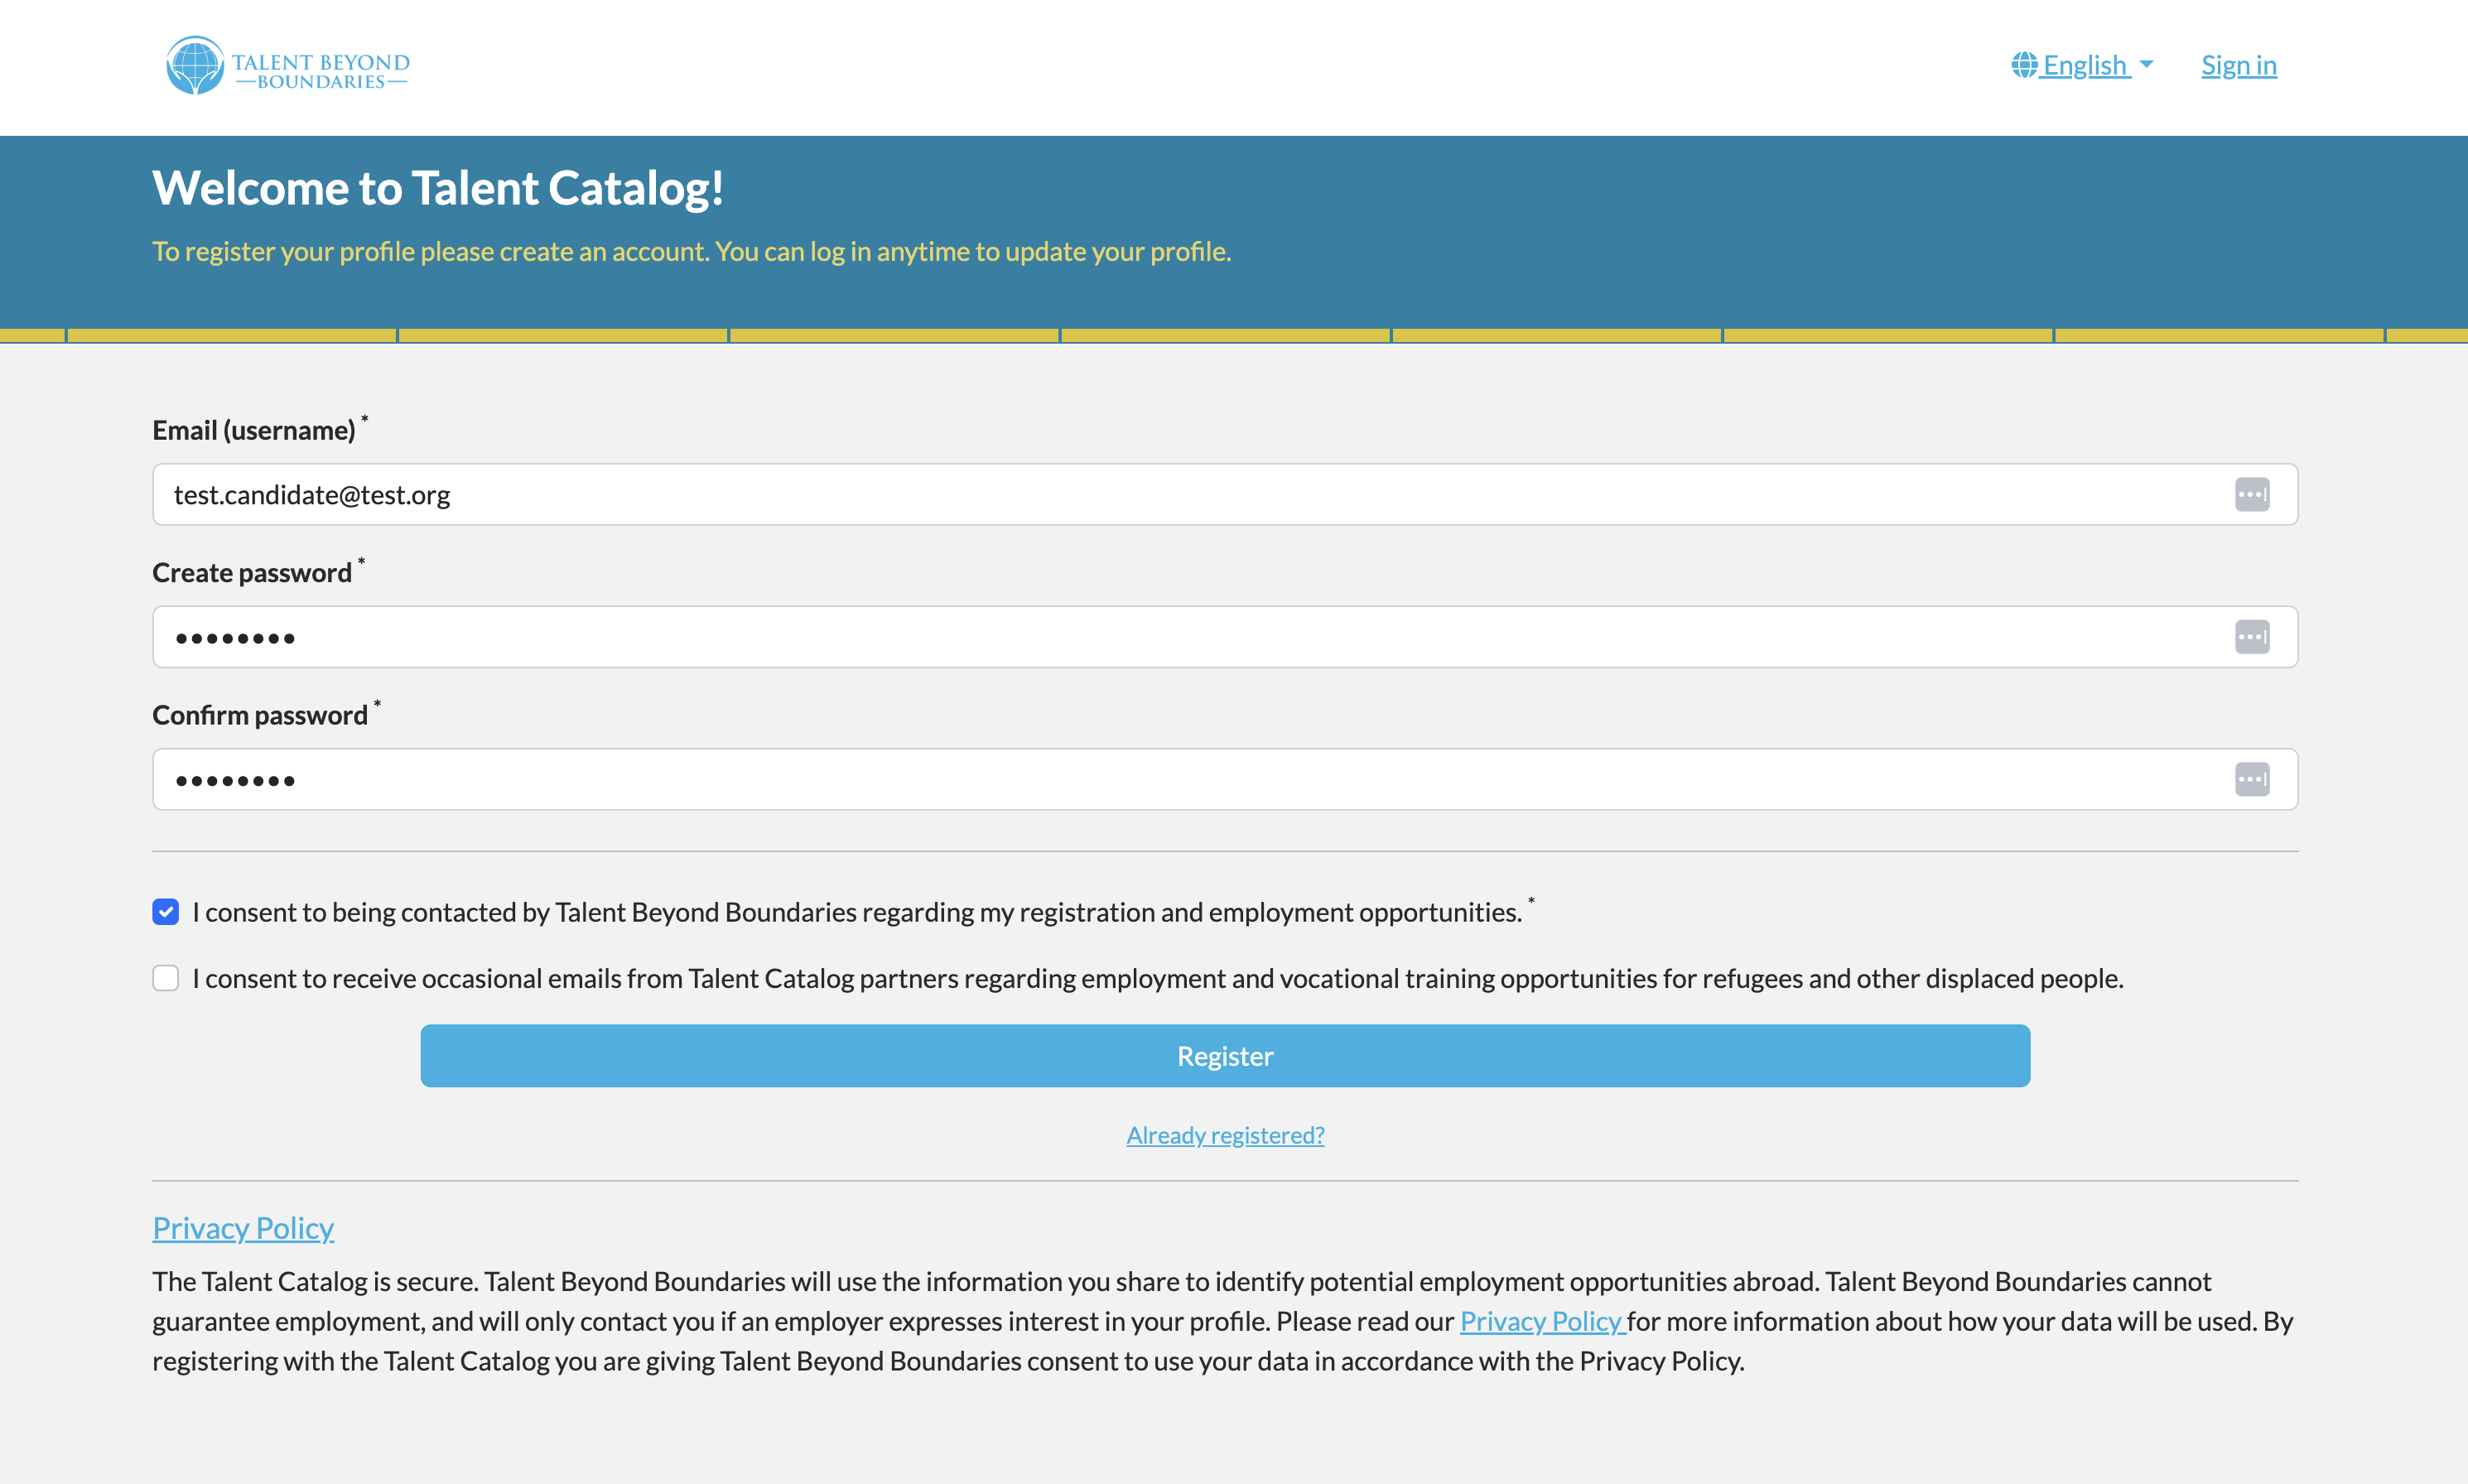 TALENT BEYOND
BOUNDARIES
English
Sign in
Welcome to Talent Catalog!
To register your profile please create an account. You can log in anytime to update your profile.
Email (username) *
test.candidate@test.org
Create password *
••••••••
Confirm password *
••••••••
I consent to being contacted by Talent Beyond Boundaries regarding my registration and employment opportunities. *
I consent to receive occasional emails from Talent Catalog partners regarding employment and vocational training opportunities for refugees and other displaced people.
Register
Already registered?
Privacy Policy
The Talent Catalog is secure. Talent Beyond Boundaries will use the information you share to identify potential employment opportunities abroad. Talent Beyond Boundaries cannot
guarantee employment, and will only contact you if an employer expresses interest in your profile. Please read our Privacy Policy for more information about how your data will be used. By
registering with the Talent Catalog you are giving Talent Beyond Boundaries consent to use your data in accordance with the Privacy Policy.